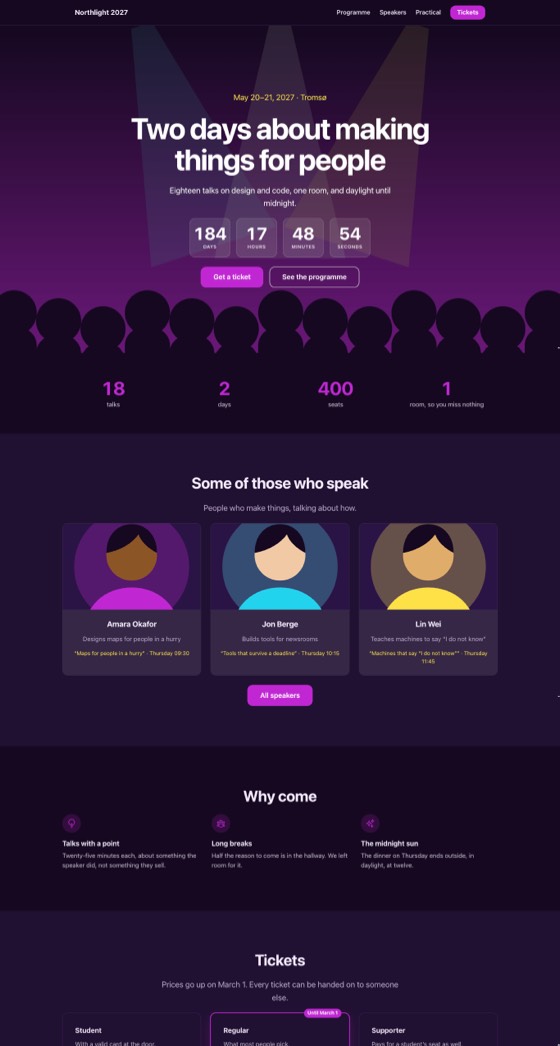 Northlight 2027
Programme Speakers Practical Tickets
May 20–21, 2027 · Tromsø
Two days about making
things for people
Eighteen talks on design and code, one room, and daylight until
midnight.
184 17 48 54
DAYS HOURS MINUTES SECONDS
Get a ticket See the programme
18 2 400 1
talks days seats room, so you miss nothing
Some of those who speak
People who make things, talking about how.
Amara Okafor
Designs maps for people in a hurry
"Maps for people in a hurry" · Thursday 09:30
Jon Berge
Builds tools for newsrooms
"Tools that survive a deadline" · Thursday 10:15
Lin Wei
Teaches machines to say "I do not know"
"Machines that say "I do not know"" · Thursday
11:45
All speakers
Why come
Talks with a point
Twenty-five minutes each, about something the
speaker did, not something they sell.
Long breaks
Half the reason to come is in the hallway. We left
room for it.
The midnight sun
The dinner on Thursday ends outside, in
daylight, at twelve.
Tickets
Prices go up on March 1. Every ticket can be handed on to someone
else.
Student
With a valid card at the door
Until March 1
Regular
What most people pick
Supporter
Pays for a student's seat as well